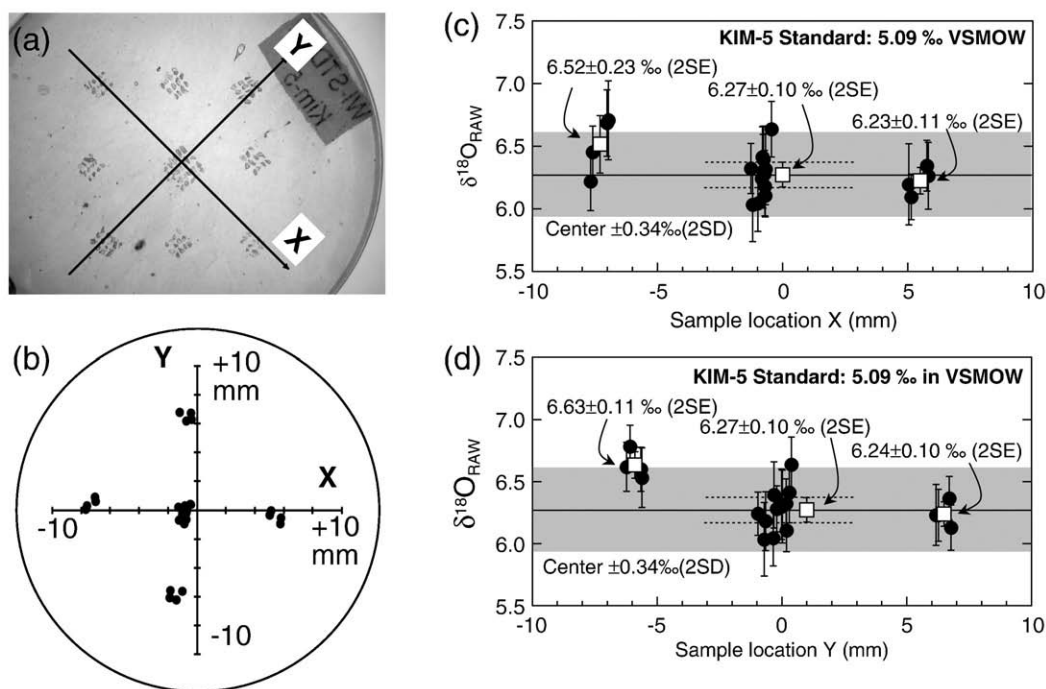 (a)
Y
WI-STD
KIM-5
X
(b)
Y
+10
mm
X
-10
+10
mm
-10
(c)
7.5
KIM-5 Standard: 5.09 ‰ VSMOW
6.52±0.23 ‰ (2SE)
7.0
6.27±0.10 ‰ (2SE)
6.23±0.11 ‰ (2SE)
6.5
δ18ORAW
6.0
Center ±0.34‰(2SD)
5.5
-10 -5 0 5 10
Sample location X (mm)
(d)
7.5
KIM-5 Standard: 5.09 ‰ in VSMOW
6.63±0.11 ‰ (2SE)
7.0
6.27±0.10 ‰ (2SE)
6.24±0.10 ‰ (2SE)
6.5
δ18ORAW
6.0
Center ±0.34‰(2SD)
5.5
-10 -5 0 5 10
Sample location Y (mm)